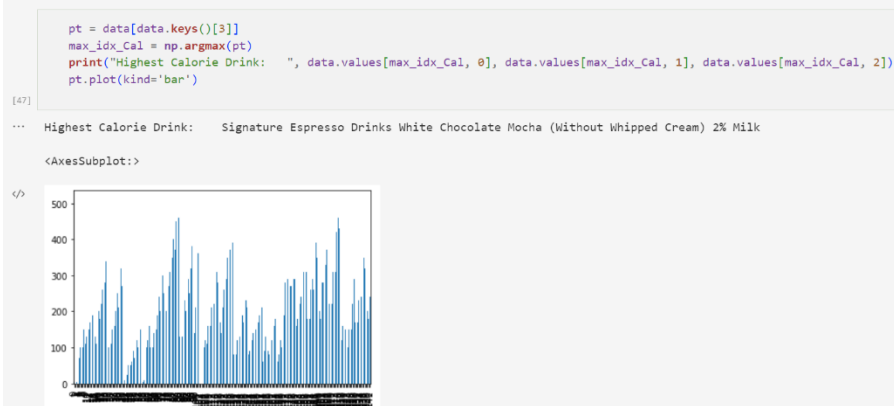 pt = data[data.keys()[3]]
max_idx_Cal = np.argmax(pt)
print("Highest Calorie Drink:   ", data.values[max_idx_Cal, 0], data.values[max_idx_Cal, 1], data.values[max_idx_Cal, 2])
pt.plot(kind='bar')
[47]
... Highest Calorie Drink:    Signature Espresso Drinks White Chocolate Mocha (Without Whipped Cream) 2% Milk
<AxesSubplot:>
</>
500
400
300
200
100
0